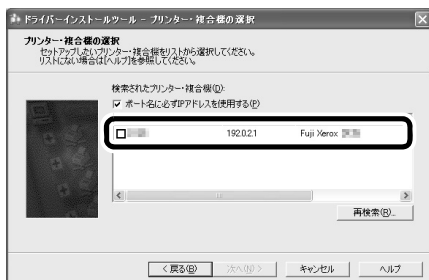 ドライバーインストールツール - プリンター・複合機の選択
プリンター・複合機の選択
セットアップしたいプリンター・複合機をリストから選択してください。
リストにない場合は[ヘルプ]を参照してください。
検索されたプリンター・複合機(D):
ポート名に必ずIPアドレスを使用する(P)
192.0.2.1 Fuji Xerox
再検索(R)...
< 戻る(B)
次へ(N) >
キャンセル
ヘルプ